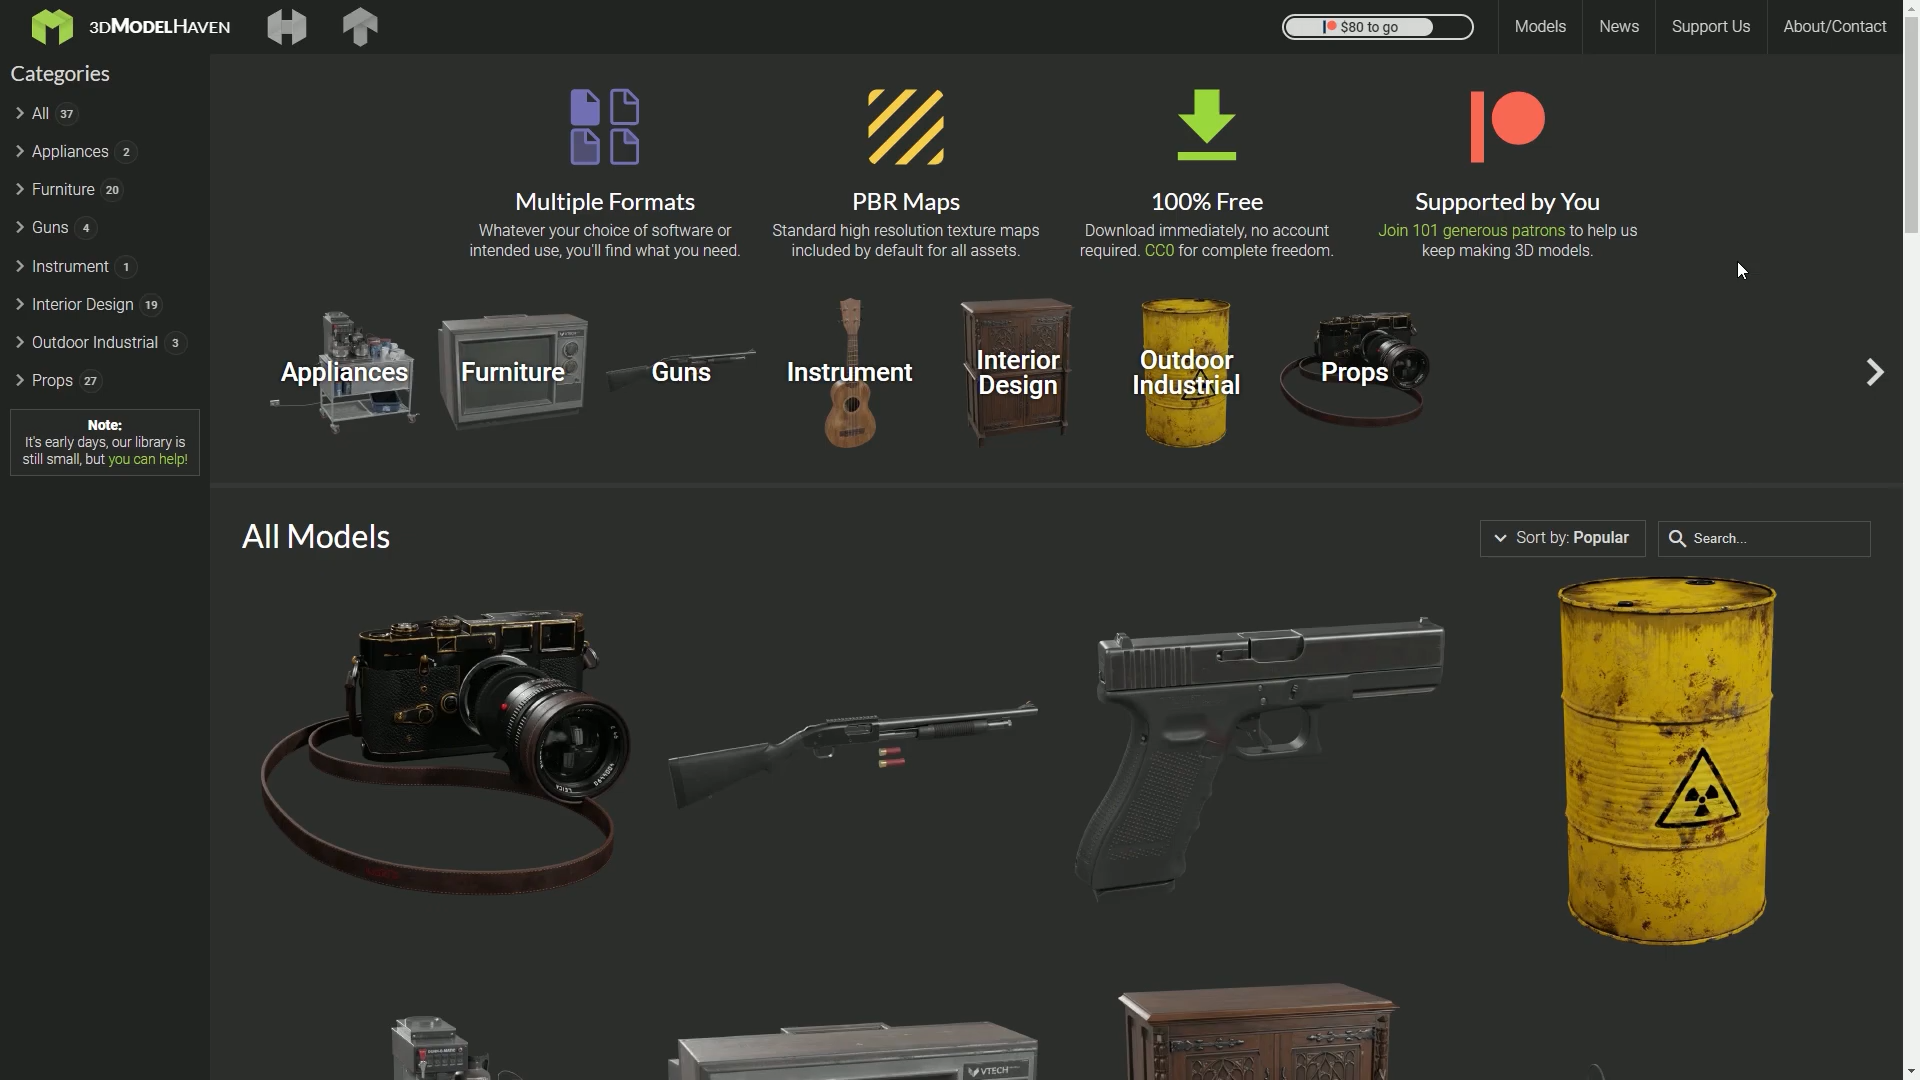 3DMODELHAVEN
$80 to go
Models
News
Support Us
About/Contact
Categories
All 37
Appliances 2
Furniture 20
Guns 4
Instrument 1
Interior Design 19
Outdoor Industrial 3
Props 27
Note:
It's early days, our library is
still small, but you can help!
Multiple Formats
Whatever your choice of software or
intended use, you'll find what you need.
PBR Maps
Standard high resolution texture maps
included by default for all assets.
100% Free
Download immediately, no account
required. CC0 for complete freedom.
Supported by You
Join 101 generous patrons to help us
keep making 3D models.
Appliances
Furniture
Guns
Instrument
Interior
Design
Outdoor
Industrial
Props
All Models
Sort by: Popular
Search...
VTECH